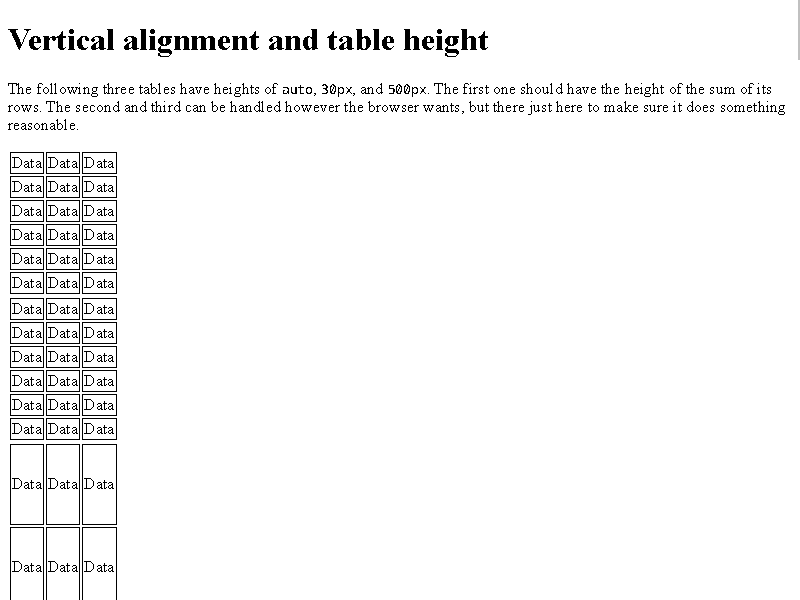 Vertical alignment and table height
The following three tables have heights of auto, 30px, and 500px. The first one should have the height of the sum of its
rows. The second and third can be handled however the browser wants, but there just here to make sure it does something
reasonable.
Data Data Data
Data Data Data
Data Data Data
Data Data Data
Data Data Data
Data Data Data
Data Data Data
Data Data Data
Data Data Data
Data Data Data
Data Data Data
Data Data Data
Data Data Data
Data Data Data